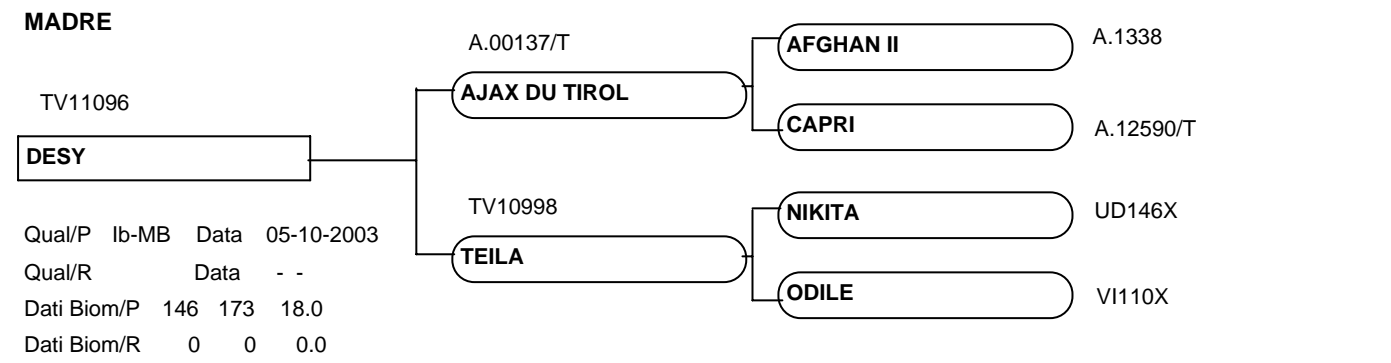 MADRE
A.00137/T
AFGHAN II
A.1338
TV11096
AJAX DU TIROL
CAPRI
A.12590/T
DESY
TV10998
NIKITA
UD146X
Qual/P Ib-MB Data 05-10-2003
TEILA
Qual/R Data - -
ODILE
VI110X
Dati Biom/P 146 173 18.0
Dati Biom/R 0 0 0.0